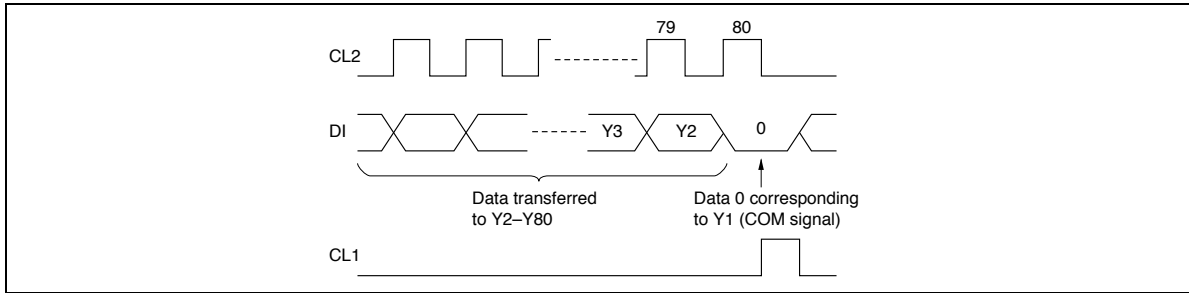 79 80
CL2
DI
Y3 Y2 0
Data transferred
to Y2–Y80
Data 0 corresponding
to Y1 (COM signal)
CL1